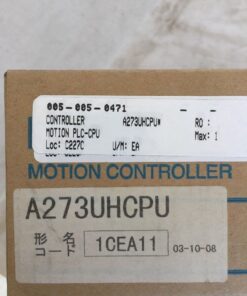 005-005-0471 - -
CONTROLLER A273UHCPU* RO :
MOTION PLC-CPU Max: 1
Loc: C227C U/M: EA
MOTION CONTROLLER
A273UHCPU
形名
コード 1CEA11 03-10-08